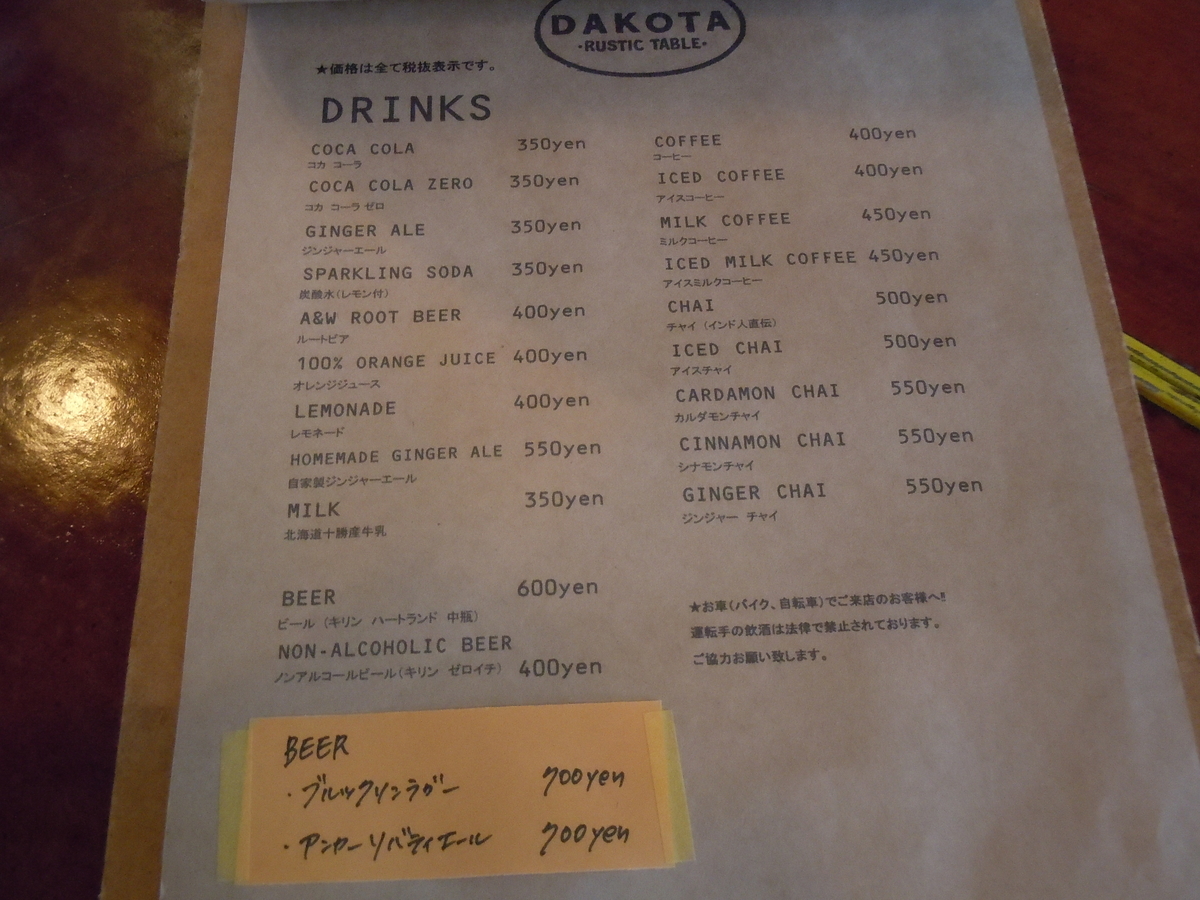 DAKOTA
・RUSTIC TABLE・
★価格は全て税抜表示です。
DRINKS
COCA COLA 350yen
コカ コーラ
COCA COLA ZERO 350yen
コカ コーラ ゼロ
GINGER ALE 350yen
ジンジャーエール
SPARKLING SODA 350yen
炭酸水(レモン付)
A&W ROOT BEER 400yen
ルートビア
100% ORANGE JUICE 400yen
オレンジジュース
LEMONADE 400yen
レモネード
HOMEMADE GINGER ALE 550yen
自家製ジンジャーエール
MILK 350yen
北海道十勝産牛乳
BEER 600yen
ビール (キリン ハートランド 中瓶)
NON-ALCOHOLIC BEER
ノンアルコールビール(キリン ゼロイチ) 400yen
COFFEE 400yen
コーヒー
ICED COFFEE 400yen
アイスコーヒー
MILK COFFEE 450yen
ミルクコーヒー
ICED MILK COFFEE 450yen
アイスミルクコーヒー
CHAI 500yen
チャイ (インド人直伝)
ICED CHAI 500yen
アイスチャイ
CARDAMON CHAI 550yen
カルダモンチャイ
CINNAMON CHAI 550yen
シナモンチャイ
GINGER CHAI 550yen
ジンジャー チャイ
★お車(バイク、自転車)でご来店のお客様へ!!
運転手の飲酒は法律で禁止されております。
ご協力お願い致します。
BEER
・ブルックリンラガー 700yen
・アンカーリバティエール 700yen